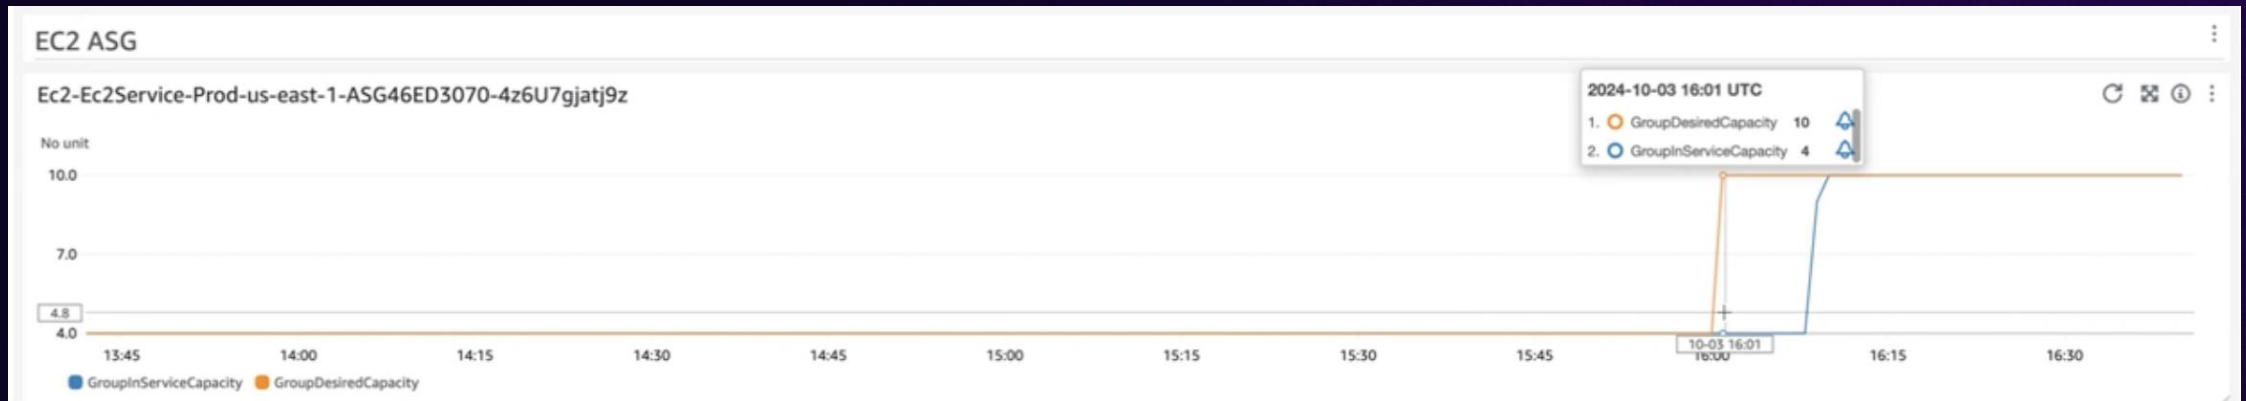 EC2 ASG
Ec2-Ec2Service-Prod-us-east-1-ASG46ED3070-4z6U7gjatj9z
2024-10-03 16:01 UTC
1. GroupDesiredCapacity 10
2. GroupInServiceCapacity 4
No unit
10.0
7.0
4.8
4.0
10-03 16:01
13:45 14:00 14:15 14:30 14:45 15:00 15:15 15:30 15:45 16:00 16:15 16:30
GroupInServiceCapacity GroupDesiredCapacity